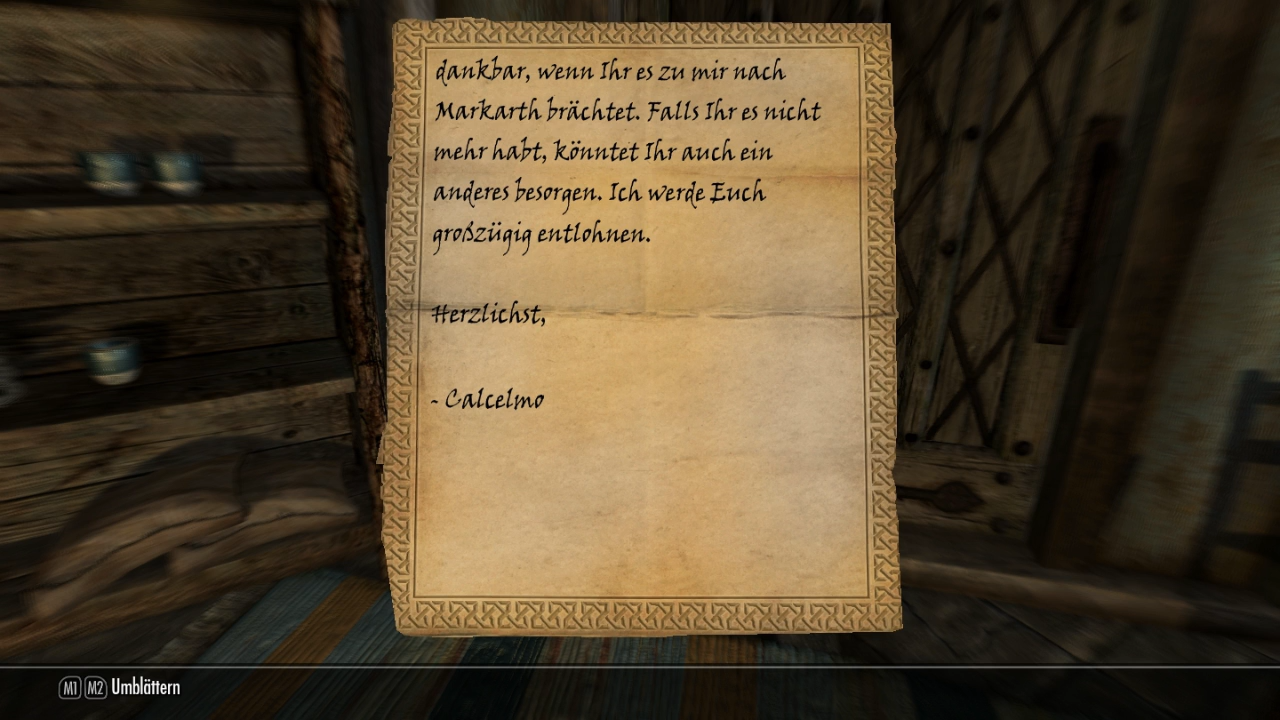 dankbar, wenn Ihr es zu mir nach
Markarth brächtet. Falls Ihr es nicht
mehr habt, könntet Ihr auch ein
anderes besorgen. Ich werde Euch
großzügig entlohnen.
Herzlichst,
- Calcelmo
M1 M2 Umblättern